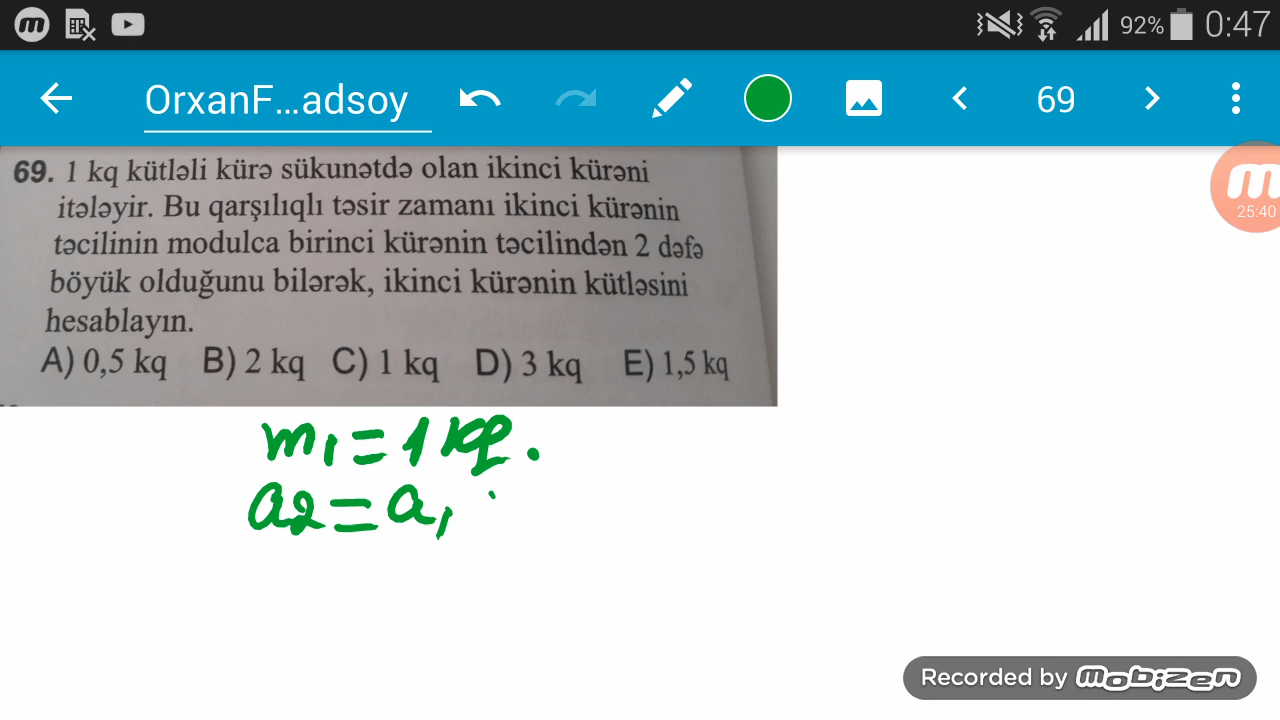 92% 0:47
OrxanF...adsoy 69
25:40
69. 1 kq kütləli kürə sükunətdə olan ikinci kürəni
itələyir. Bu qarşılıqlı təsir zamanı ikinci kürənin
təcilinin modulca birinci kürənin təcilindən 2 dəfə
böyük olduğunu bilərək, ikinci kürənin kütləsini
hesablayın.
A) 0,5 kq B) 2 kq C) 1 kq D) 3 kq E) 1,5 kq
m1 = 1 kq.
a2 = a1
Recorded by mobizen